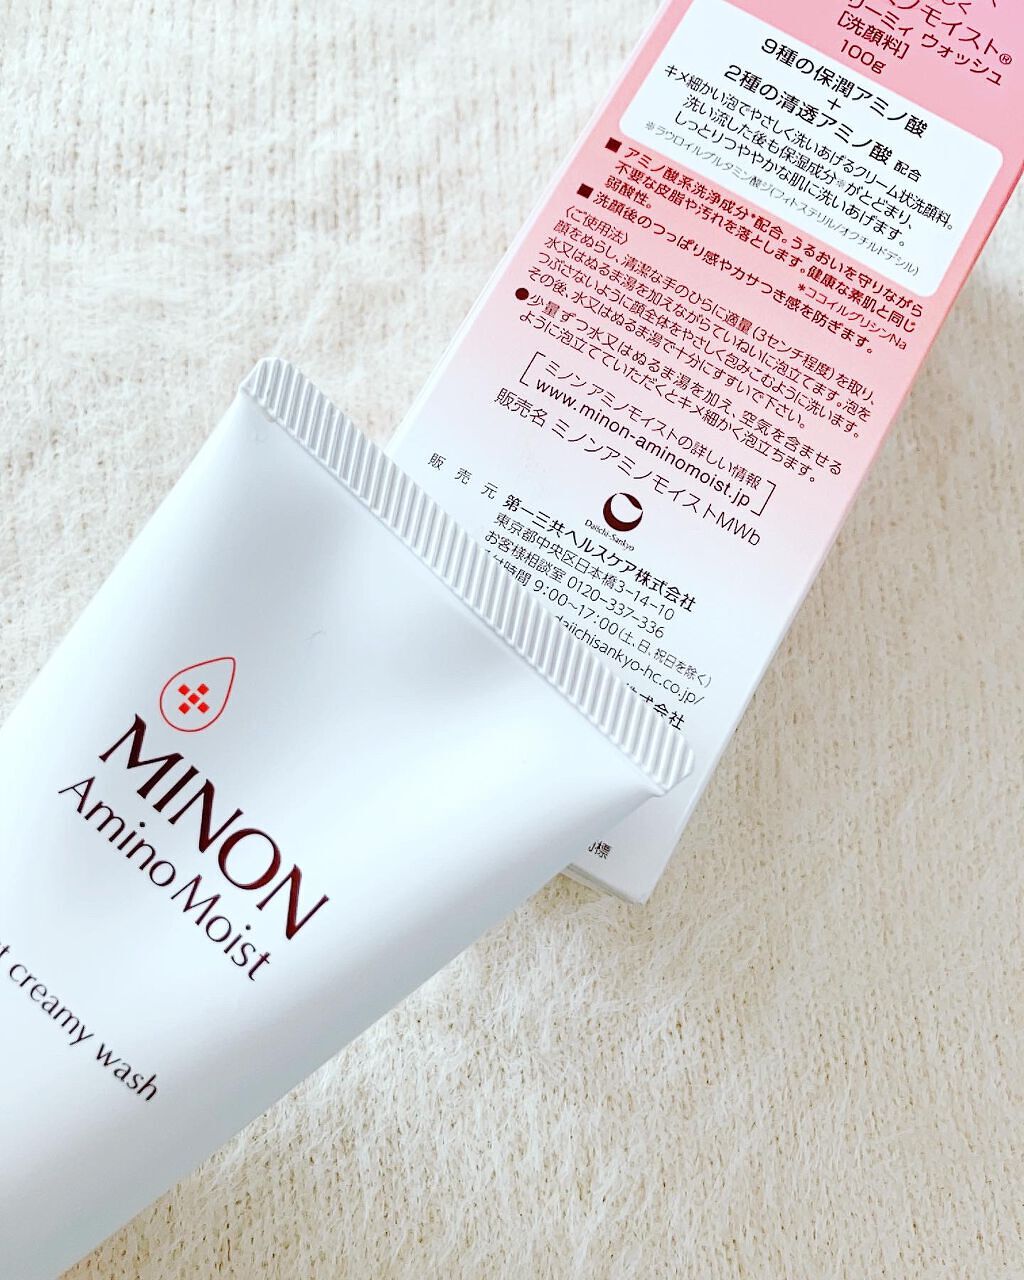 ノモイスト®
リーミィ ウォッシュ
[洗顔料]
100g
9種の保潤アミノ酸
+
2種の清透アミノ酸 配合
キメ細かい泡でやさしく洗いあげるクリーム状洗顔料。
洗い流した後も保湿成分※がとどまり、
しっとりつややかな肌に洗いあげます。
※ラウロイルグルタミン酸ジ(フィトステリル/オクチルドデシル)
■アミノ酸系洗浄成分*配合。うるおいを守りながら
不要な皮脂や汚れを落とします。健康な素肌と同じ
弱酸性。
*ココイルグリシンNa
■洗顔後のつっぱり感やカサつき感を防ぎます。
〈ご使用法〉
顔をぬらし、清潔な手のひらに適量(3センチ程度)を取り、
水又はぬるま湯を加えながらていねいに泡立てます。泡を
つぶさないように顔全体をやさしく包みこむように洗います。
その後、水又はぬるま湯で十分にすすいで下さい。
●少量ずつ水又はぬるま湯を加え、空気を含ませる
ように泡立てていただくとキメ細かく泡立ちます。
ミノン アミノモイストの詳しい情報
www.minon-aminomoist.jp
販売名 ミノンアミノモイストMWb
Daiichi-Sankyo
販売元 第一三共ヘルスケア株式会社
東京都中央区日本橋3-14-10
お客様相談室 0120-337-336
時間 9:00~17:00(土、日、祝日を除く)
daiichisankyo-hc.co.jp/
式会社
標
MINON
Amino Moist
creamy wash